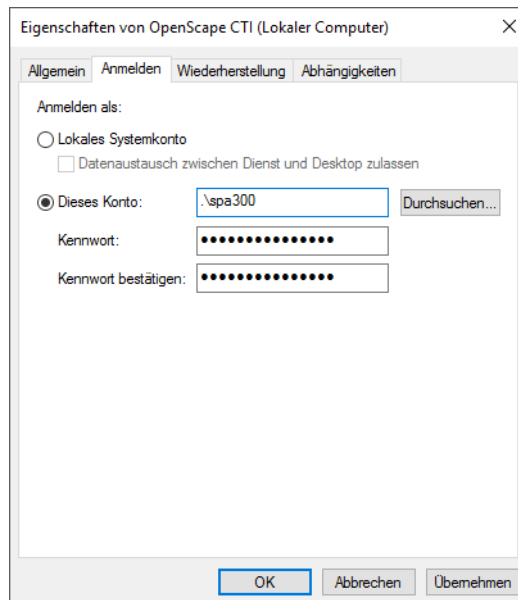 Eigenschaften von OpenScape CTI (Lokaler Computer)
Allgemein Anmelden Wiederherstellung Abhängigkeiten
Anmelden als:
Lokales Systemkonto
Datenaustausch zwischen Dienst und Desktop zulassen
Dieses Konto: .\spa300 Durchsuchen...
Kennwort: ●●●●●●●●●●●●●●●
Kennwort bestätigen: ●●●●●●●●●●●●●●●
OK Abbrechen Übernehmen